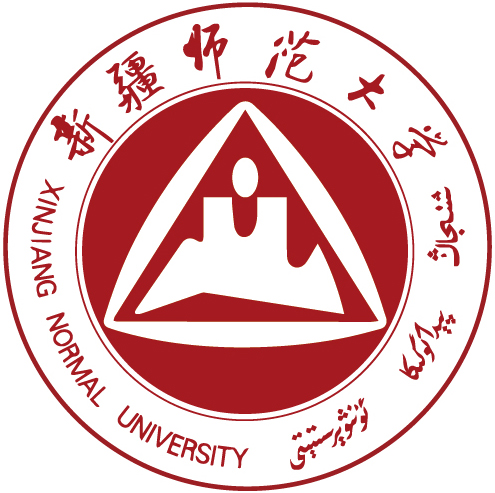 新疆师范大学
XINJIANG NORMAL UNIVERSITY
شىنجاڭ پېداگوگىكا ئۇنىۋېرسىتېتى